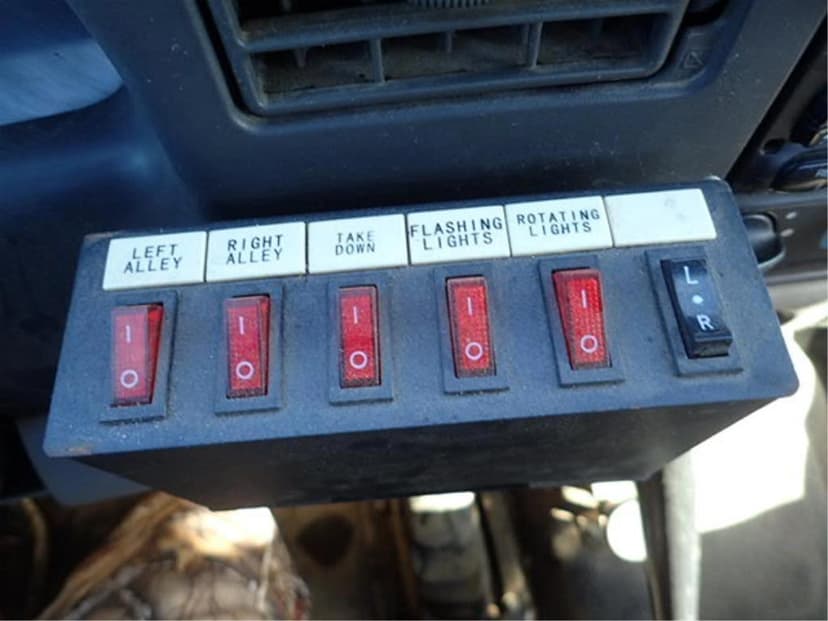 LEFT
ALLEY
RIGHT
ALLEY
TAKE
DOWN
FLASHING
LIGHTS
ROTATING
LIGHTS
I
O
I
O
I
O
I
O
I
O
L
R